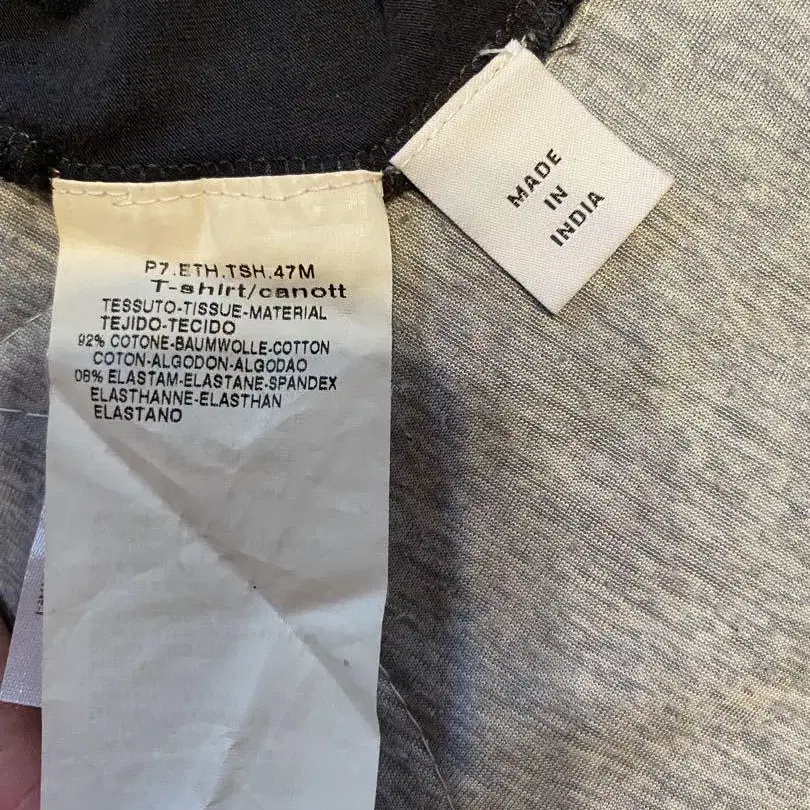 P7.ETH.TSH.47M
T-shirt/canott
TESSUTO-TISSUE-MATERIAL
TEJIDO-TECIDO
92% COTONE-BAUMWOLLE-COTTON
COTON-ALGODON-ALGODAO
08% ELASTAM-ELASTANE-SPANDEX
ELASTHANNE-ELASTHAN
ELASTANO
MADE
IN
INDIA